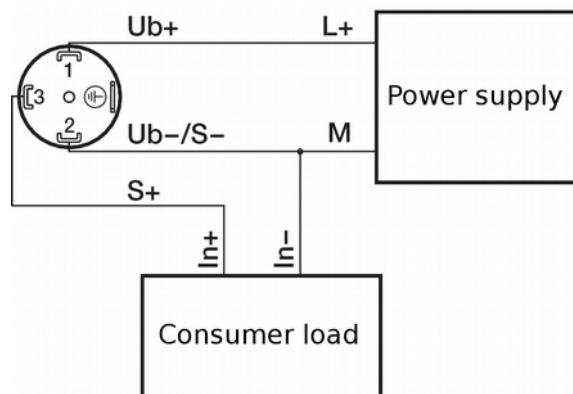 Ub+ L+
1
3
2
Power supply
Ub–/S– M
S+
In+ In–
Consumer load